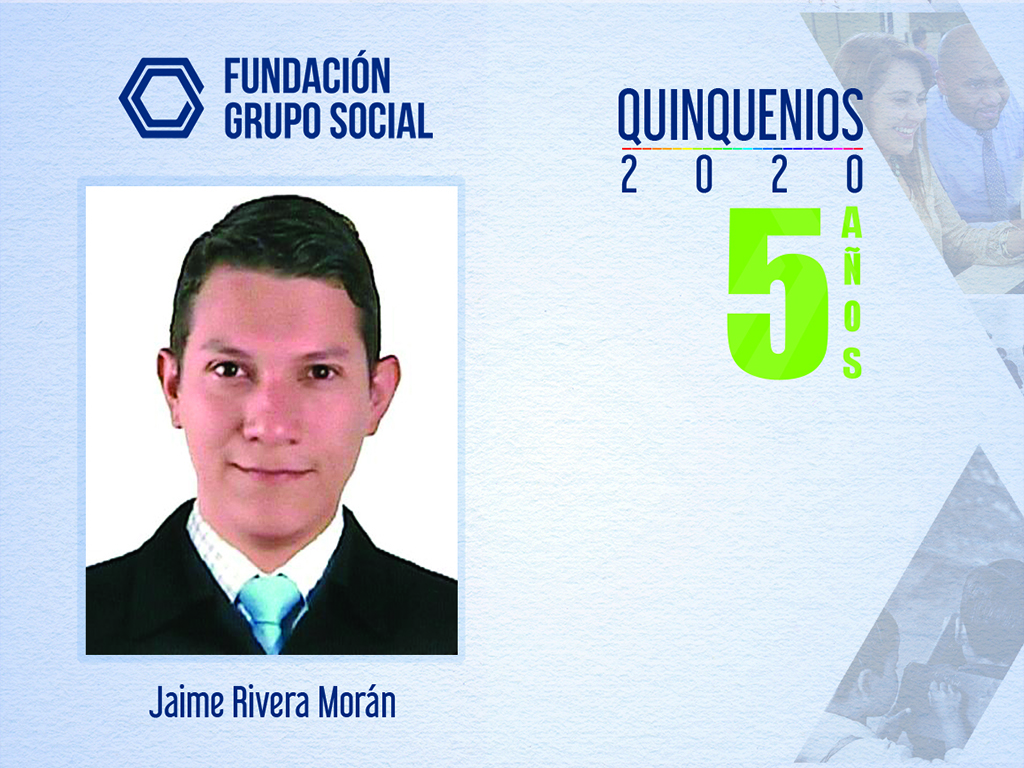 FUNDACIÓN
GRUPO SOCIAL
QUINQUENIOS
2020
5
AÑOS
Jaime Rivera Morán